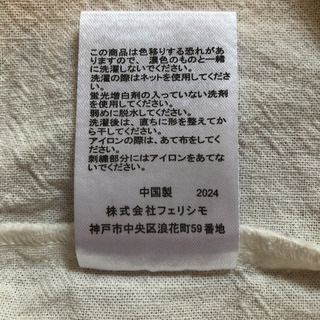 この商品は色移りする恐れがあ
りますので、濃色のものと一緒
に洗濯しないでください。
洗濯の際はネットを使用してくださ
い。
蛍光増白剤の入っていない洗剤
を使用してください。
弱めに脱水してください。
洗濯後は、直ちに形を整えてか
ら干してください。
アイロンの際は、あて布をしてく
ださい。
刺繍部分にはアイロンをあてな
いでください。
中国製 2024
株式会社フェリシモ
神戸市中央区浪花町59番地